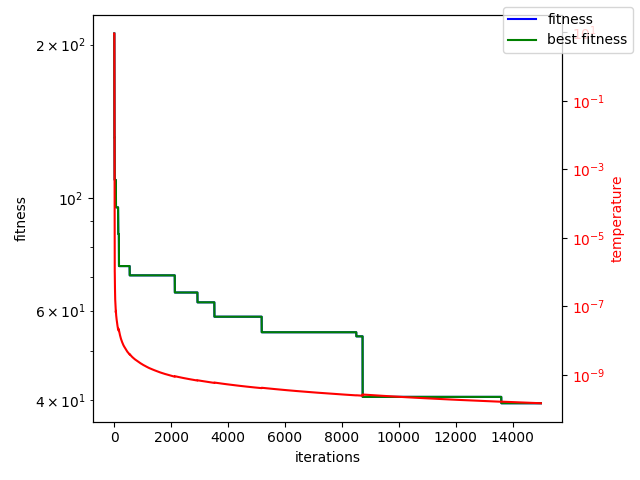 fitness
best fitness
2 × 10²
10²
6 × 10¹
4 × 10¹
fitness
10¹
10⁻¹
10⁻³
10⁻⁵
10⁻⁷
10⁻⁹
temperature
0 2000 4000 6000 8000 10000 12000 14000
iterations